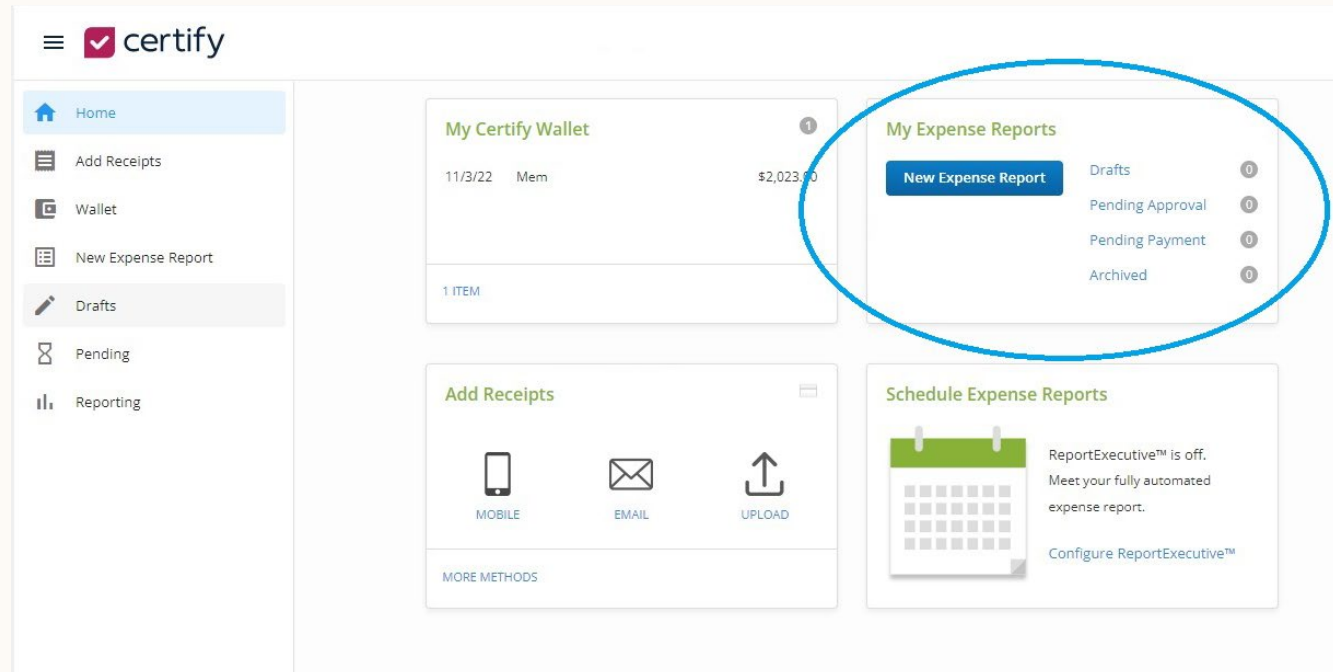 certify
Home
Add Receipts
Wallet
New Expense Report
Drafts
Pending
Reporting
My Certify Wallet 1
11/3/22 Mem $2,023.00
1 ITEM
My Expense Reports
New Expense Report
Drafts 0
Pending Approval 0
Pending Payment 0
Archived 0
Add Receipts
MOBILE EMAIL UPLOAD
MORE METHODS
Schedule Expense Reports
ReportExecutive™ is off.
Meet your fully automated
expense report.
Configure ReportExecutive™